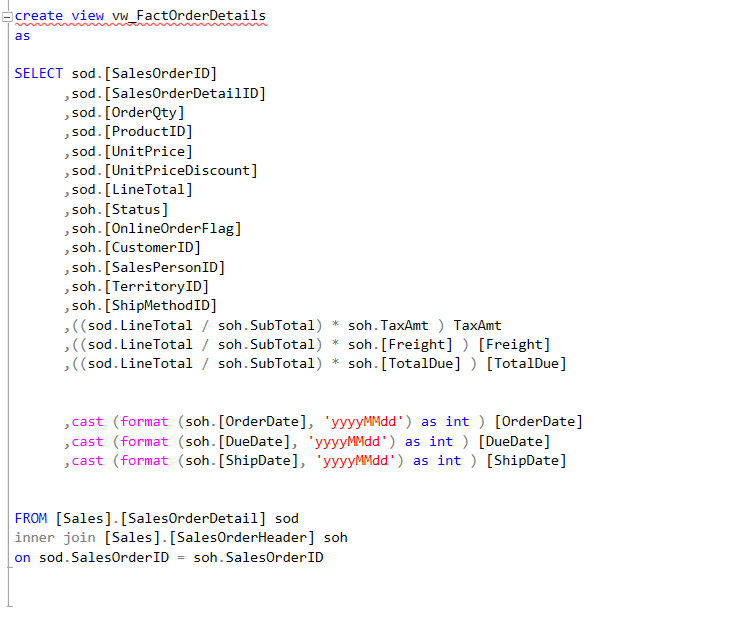 create view vw_FactOrderDetails
as
SELECT sod.[SalesOrderID]
,sod.[SalesOrderDetailID]
,sod.[OrderQty]
,sod.[ProductID]
,sod.[UnitPrice]
,sod.[UnitPriceDiscount]
,sod.[LineTotal]
,soh.[Status]
,soh.[OnlineOrderFlag]
,soh.[CustomerID]
,soh.[SalesPersonID]
,soh.[TerritoryID]
,soh.[ShipMethodID]
,((sod.LineTotal / soh.SubTotal) * soh.TaxAmt ) TaxAmt
,((sod.LineTotal / soh.SubTotal) * soh.[Freight] ) [Freight]
,((sod.LineTotal / soh.SubTotal) * soh.[TotalDue] ) [TotalDue]
,cast (format (soh.[OrderDate], 'yyyyMMdd') as int ) [OrderDate]
,cast (format (soh.[DueDate], 'yyyyMMdd') as int ) [DueDate]
,cast (format (soh.[ShipDate], 'yyyyMMdd') as int ) [ShipDate]
FROM [Sales].[SalesOrderDetail] sod
inner join [Sales].[SalesOrderHeader] soh
on sod.SalesOrderID = soh.SalesOrderID